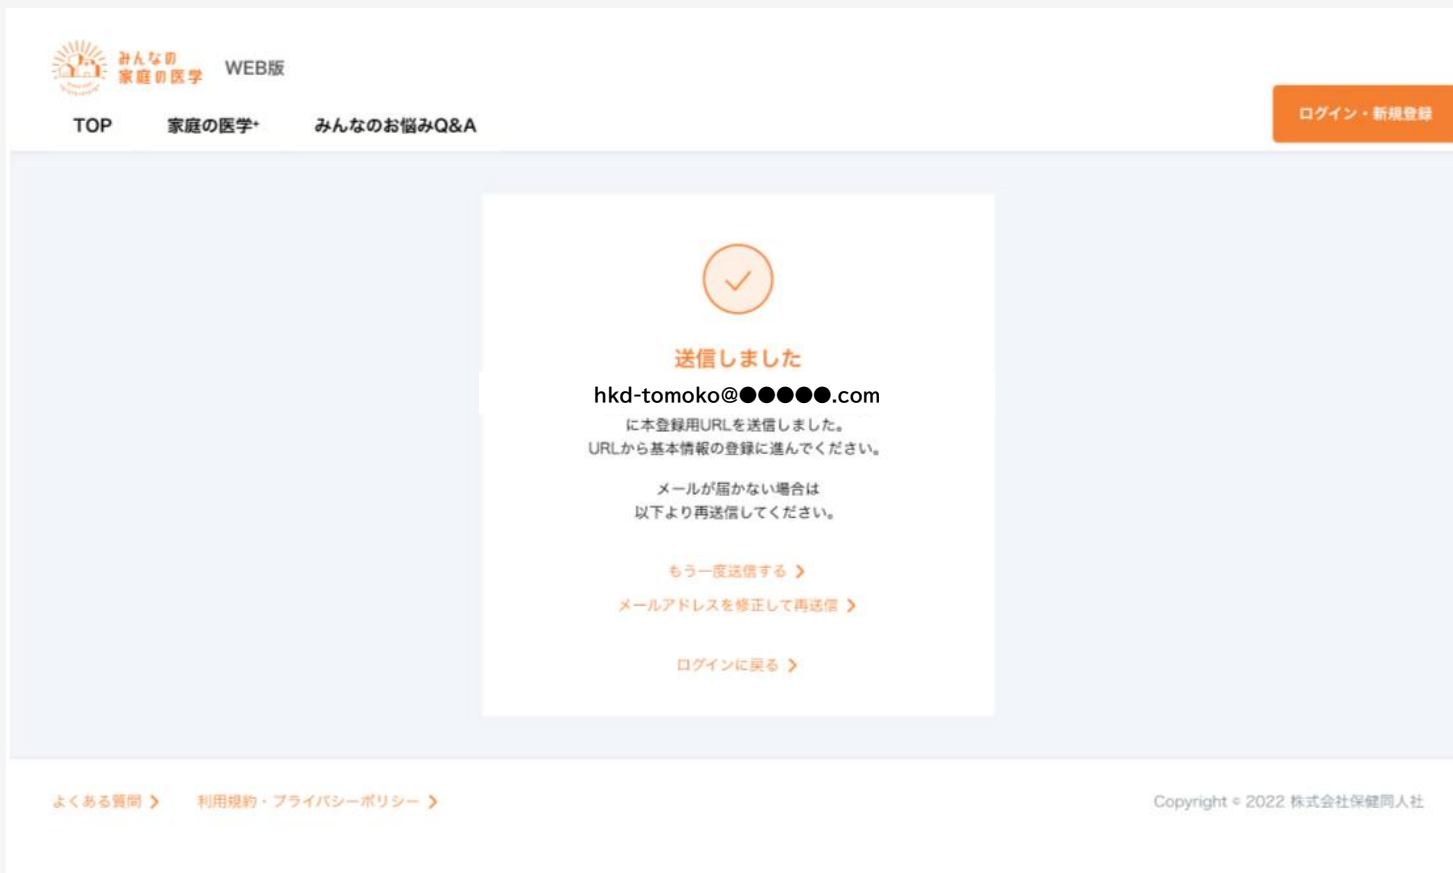 みんなの
家庭の医学
WEB版
TOP
家庭の医学+
みんなのお悩みQ&A
ログイン・新規登録
送信しました
hkd-tomoko@●●●●●.com
に本登録用URLを送信しました。
URLから基本情報の登録に進んでください。
メールが届かない場合は
以下より再送信してください。
もう一度送信する
メールアドレスを修正して再送信
ログインに戻る
よくある質問
利用規約・プライバシーポリシー
Copyright © 2022 株式会社保健同人社